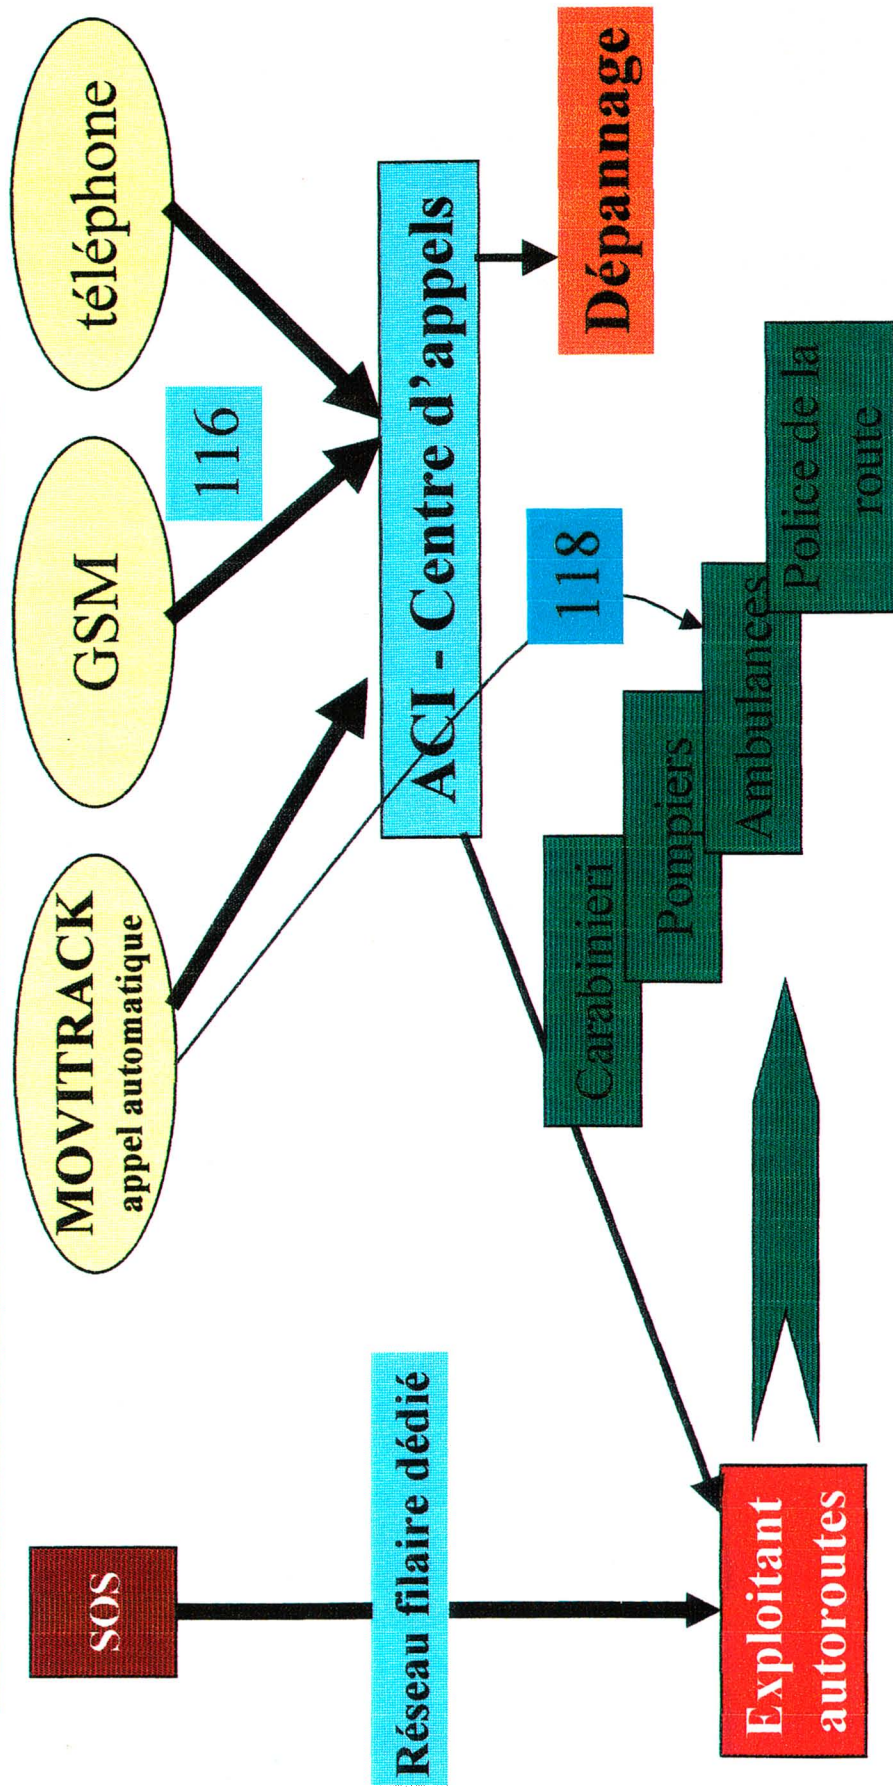 SOS
MOVITRACK
appel automatique
GSM
téléphone
116
Réseau filaire dédié
ACI - Centre d'appels
118
Dépannage
Carabinieri
Pompiers
Ambulances
Police de la
route
Exploitant
autoroutes